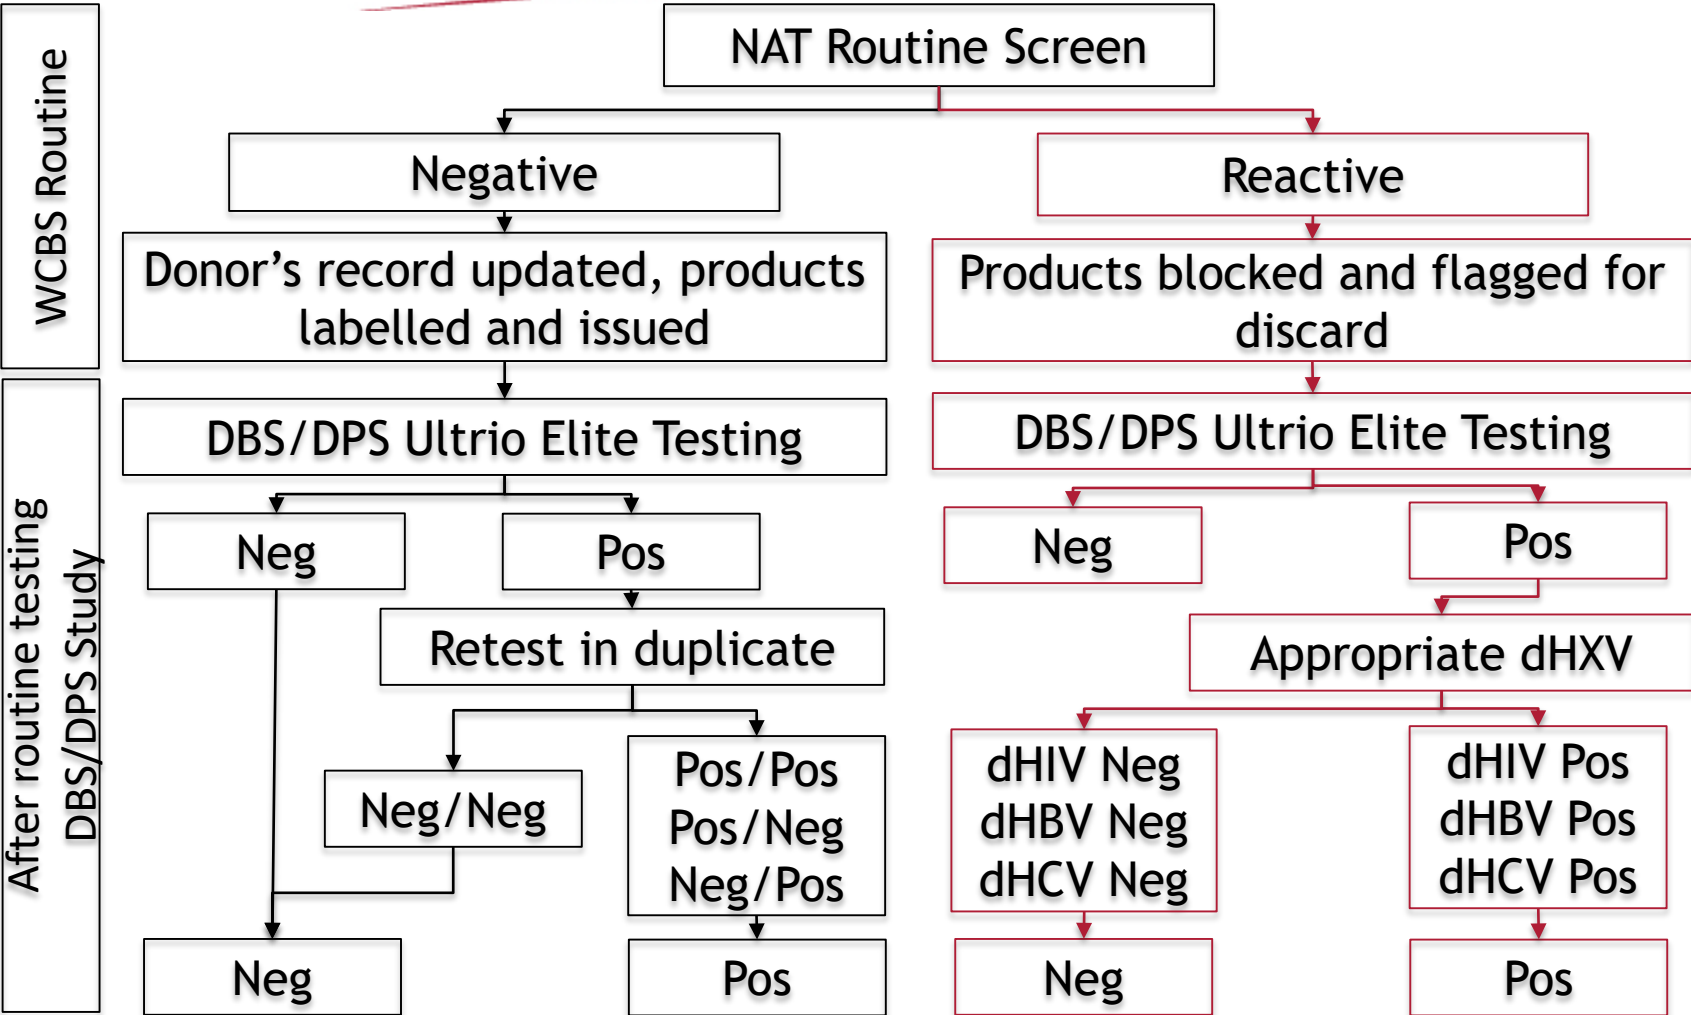 WCBS Routine
NAT Routine Screen
Negative
Reactive
Donor’s record updated, products
labelled and issued
Products blocked and flagged for
discard
After routine testing
DBS/DPS Study
DBS/DPS Ultrio Elite Testing
DBS/DPS Ultrio Elite Testing
Neg
Pos
Neg
Pos
Retest in duplicate
Appropriate dHXV
Neg/Neg
Pos/Pos
Pos/Neg
Neg/Pos
dHIV Neg
dHBV Neg
dHCV Neg
dHIV Pos
dHBV Pos
dHCV Pos
Neg
Pos
Neg
Pos